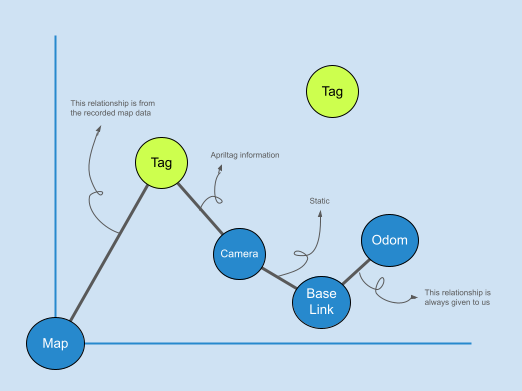 Tag
This relationship is from
the recorded map data
Tag
Apriltag information
Static
Camera
Odom
Base
Link
This relationship is
always given to us
Map